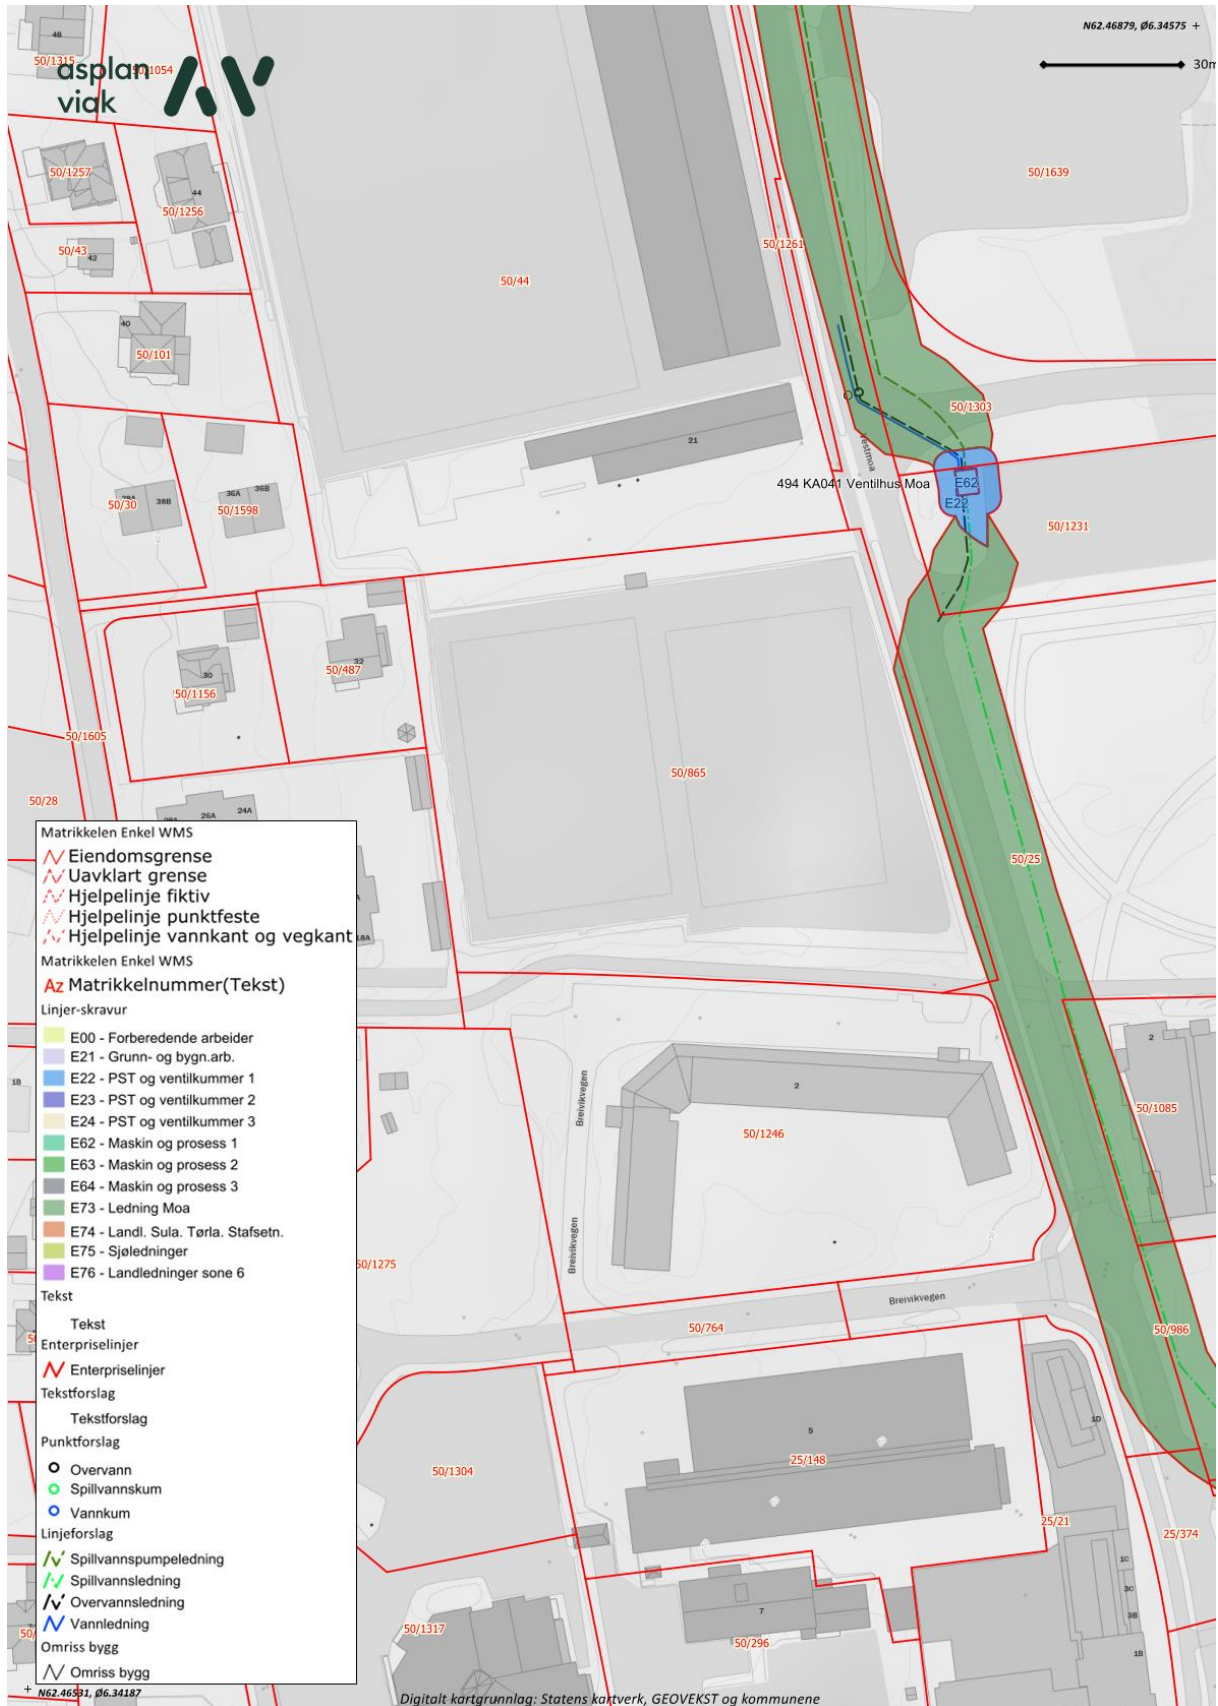 N62.46879, Ø6.34575
30m
asplan
viak
48
50/1315
50/1054
50/1257
44
50/1256
50/43
42
40
50/101
50/44
50/1261
50/1639
50/1303
Vestmoa
21
494 KA041 Ventilhus Moa
E62
E22
50/1231
38B
50/30
36A
36B
50/1598
30
50/1156
32
50/487
50/1605
50/28
26A
24A
18A
50/865
50/25
2
50/1085
Breivikvegen
2
50/1246
Breivikvegen
50/1275
Breivikvegen
50/764
50/986
5
25/148
1D
50/1304
25/21
25/374
1C
3C
3B
1B
7
50/296
50/1317
1B
Matrikkelen Enkel WMS
Eiendomsgrense
Uavklart grense
Hjelpelinje fiktiv
Hjelpelinje punktfeste
Hjelpelinje vannkant og vegkant
Matrikkelen Enkel WMS
Az Matrikkelnummer(Tekst)
Linjer-skravur
E00 - Forberedende arbeider
E21 - Grunn- og bygn.arb.
E22 - PST og ventilkummer 1
E23 - PST og ventilkummer 2
E24 - PST og ventilkummer 3
E62 - Maskin og prosess 1
E63 - Maskin og prosess 2
E64 - Maskin og prosess 3
E73 - Ledning Moa
E74 - Landl. Sula. Tørla. Stafsetn.
E75 - Sjøledninger
E76 - Landledninger sone 6
Tekst
Tekst
Enterpriselinjer
Enterpriselinjer
Tekstforslag
Tekstforslag
Punktforslag
Overvann
Spillvannskum
Vannkum
Linjeforslag
Spillvannspumpeledning
Spillvannsledning
Overvannsledning
Vannledning
Omriss bygg
Omriss bygg
N62.46531, Ø6.34187
Digitalt kartgrunnlag: Statens kartverk, GEOVEKST og kommunene